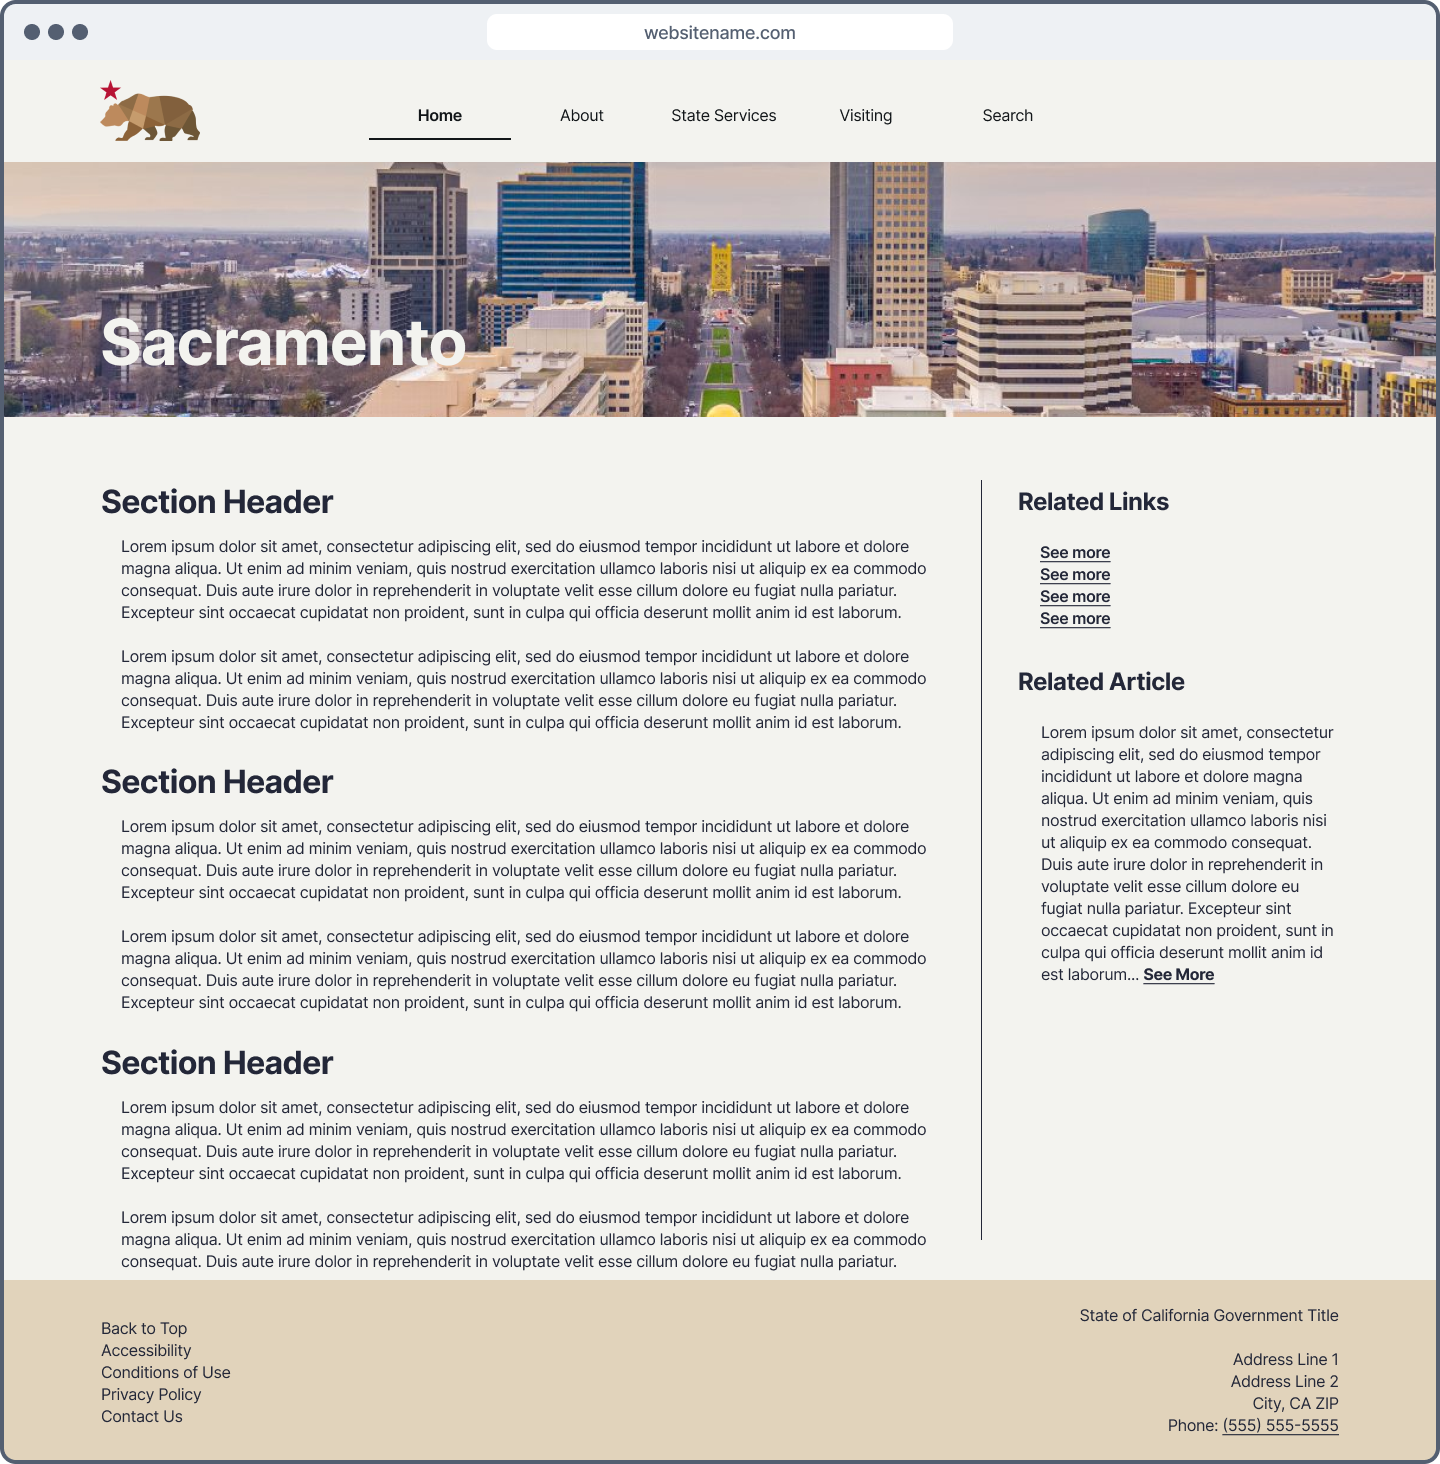 websitename.com
Home
About
State Services
Visiting
Search
Sacramento
Section Header
Lorem ipsum dolor sit amet, consectetur adipiscing elit, sed do eiusmod tempor incididunt ut labore et dolore
magna aliqua. Ut enim ad minim veniam, quis nostrud exercitation ullamco laboris nisi ut aliquip ex ea commodo
consequat. Duis aute irure dolor in reprehenderit in voluptate velit esse cillum dolore eu fugiat nulla pariatur.
Excepteur sint occaecat cupidatat non proident, sunt in culpa qui officia deserunt mollit anim id est laborum.
Lorem ipsum dolor sit amet, consectetur adipiscing elit, sed do eiusmod tempor incididunt ut labore et dolore
magna aliqua. Ut enim ad minim veniam, quis nostrud exercitation ullamco laboris nisi ut aliquip ex ea commodo
consequat. Duis aute irure dolor in reprehenderit in voluptate velit esse cillum dolore eu fugiat nulla pariatur.
Excepteur sint occaecat cupidatat non proident, sunt in culpa qui officia deserunt mollit anim id est laborum.
Section Header
Lorem ipsum dolor sit amet, consectetur adipiscing elit, sed do eiusmod tempor incididunt ut labore et dolore
magna aliqua. Ut enim ad minim veniam, quis nostrud exercitation ullamco laboris nisi ut aliquip ex ea commodo
consequat. Duis aute irure dolor in reprehenderit in voluptate velit esse cillum dolore eu fugiat nulla pariatur.
Excepteur sint occaecat cupidatat non proident, sunt in culpa qui officia deserunt mollit anim id est laborum.
Lorem ipsum dolor sit amet, consectetur adipiscing elit, sed do eiusmod tempor incididunt ut labore et dolore
magna aliqua. Ut enim ad minim veniam, quis nostrud exercitation ullamco laboris nisi ut aliquip ex ea commodo
consequat. Duis aute irure dolor in reprehenderit in voluptate velit esse cillum dolore eu fugiat nulla pariatur.
Excepteur sint occaecat cupidatat non proident, sunt in culpa qui officia deserunt mollit anim id est laborum.
Section Header
Lorem ipsum dolor sit amet, consectetur adipiscing elit, sed do eiusmod tempor incididunt ut labore et dolore
magna aliqua. Ut enim ad minim veniam, quis nostrud exercitation ullamco laboris nisi ut aliquip ex ea commodo
consequat. Duis aute irure dolor in reprehenderit in voluptate velit esse cillum dolore eu fugiat nulla pariatur.
Excepteur sint occaecat cupidatat non proident, sunt in culpa qui officia deserunt mollit anim id est laborum.
Lorem ipsum dolor sit amet, consectetur adipiscing elit, sed do eiusmod tempor incididunt ut labore et dolore
magna aliqua. Ut enim ad minim veniam, quis nostrud exercitation ullamco laboris nisi ut aliquip ex ea commodo
consequat. Duis aute irure dolor in reprehenderit in voluptate velit esse cillum dolore eu fugiat nulla pariatur.
Related Links
See more
See more
See more
See more
Related Article
Lorem ipsum dolor sit amet, consectetur
adipiscing elit, sed do eiusmod tempor
incididunt ut labore et dolore magna
aliqua. Ut enim ad minim veniam, quis
nostrud exercitation ullamco laboris nisi
ut aliquip ex ea commodo consequat.
Duis aute irure dolor in reprehenderit in
voluptate velit esse cillum dolore eu
fugiat nulla pariatur. Excepteur sint
occaecat cupidatat non proident, sunt in
culpa qui officia deserunt mollit anim id
est laborum... See More
Back to Top
Accessibility
Conditions of Use
Privacy Policy
Contact Us
State of California Government Title
Address Line 1
Address Line 2
City, CA ZIP
Phone: (555) 555-5555